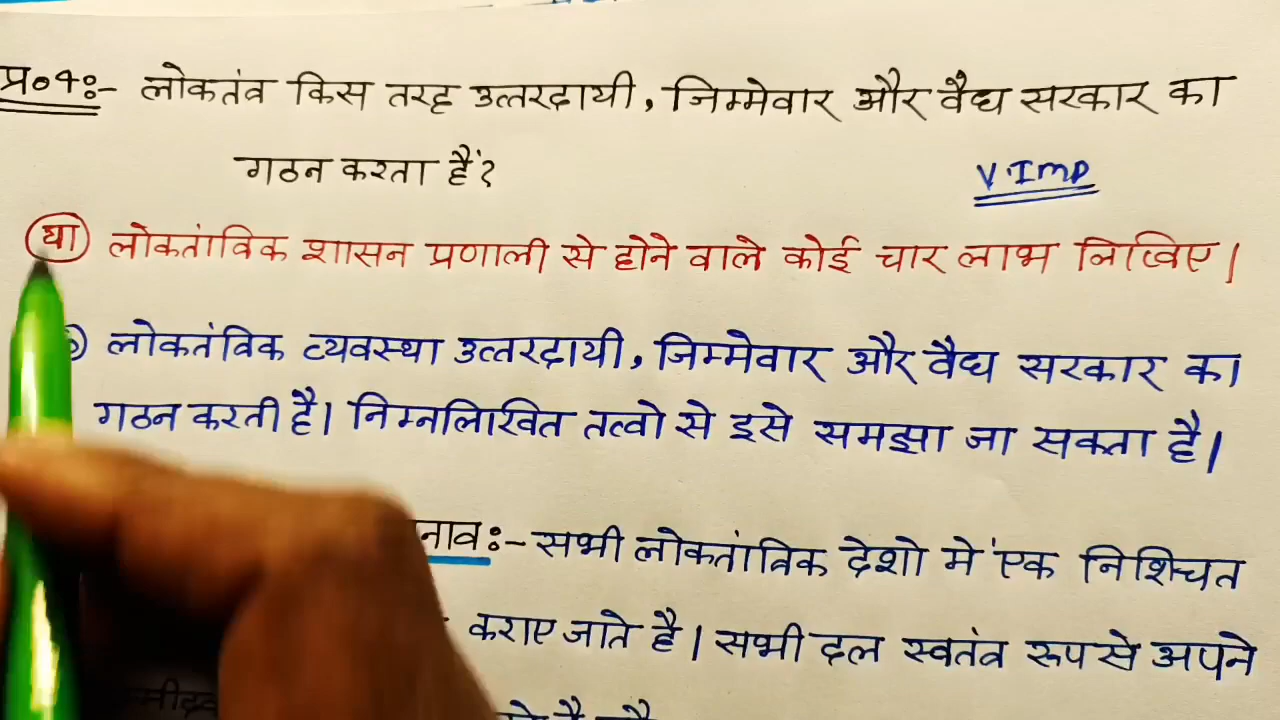 प्र०१ः- लोकतंत्र किस तरह उत्तरदायी, जिम्मेवार और वैद्य सरकार का
गठन करता हैं?
V.Imp
(या) लोकतांत्रिक शासन प्रणाली से होने वाले कोई चार लाभ लिखिए।
लोकतंत्रिक व्यवस्था उत्तरदायी, जिम्मेवार और वैद्य सरकार का
गठन करती है। निम्नलिखित तत्वो से इसे समझा जा सकता है।
नावः- सभी लोकतांत्रिक देशो में एक निश्चित
कराए जाते है। सभी दल स्वतंत्र रूप से अपने